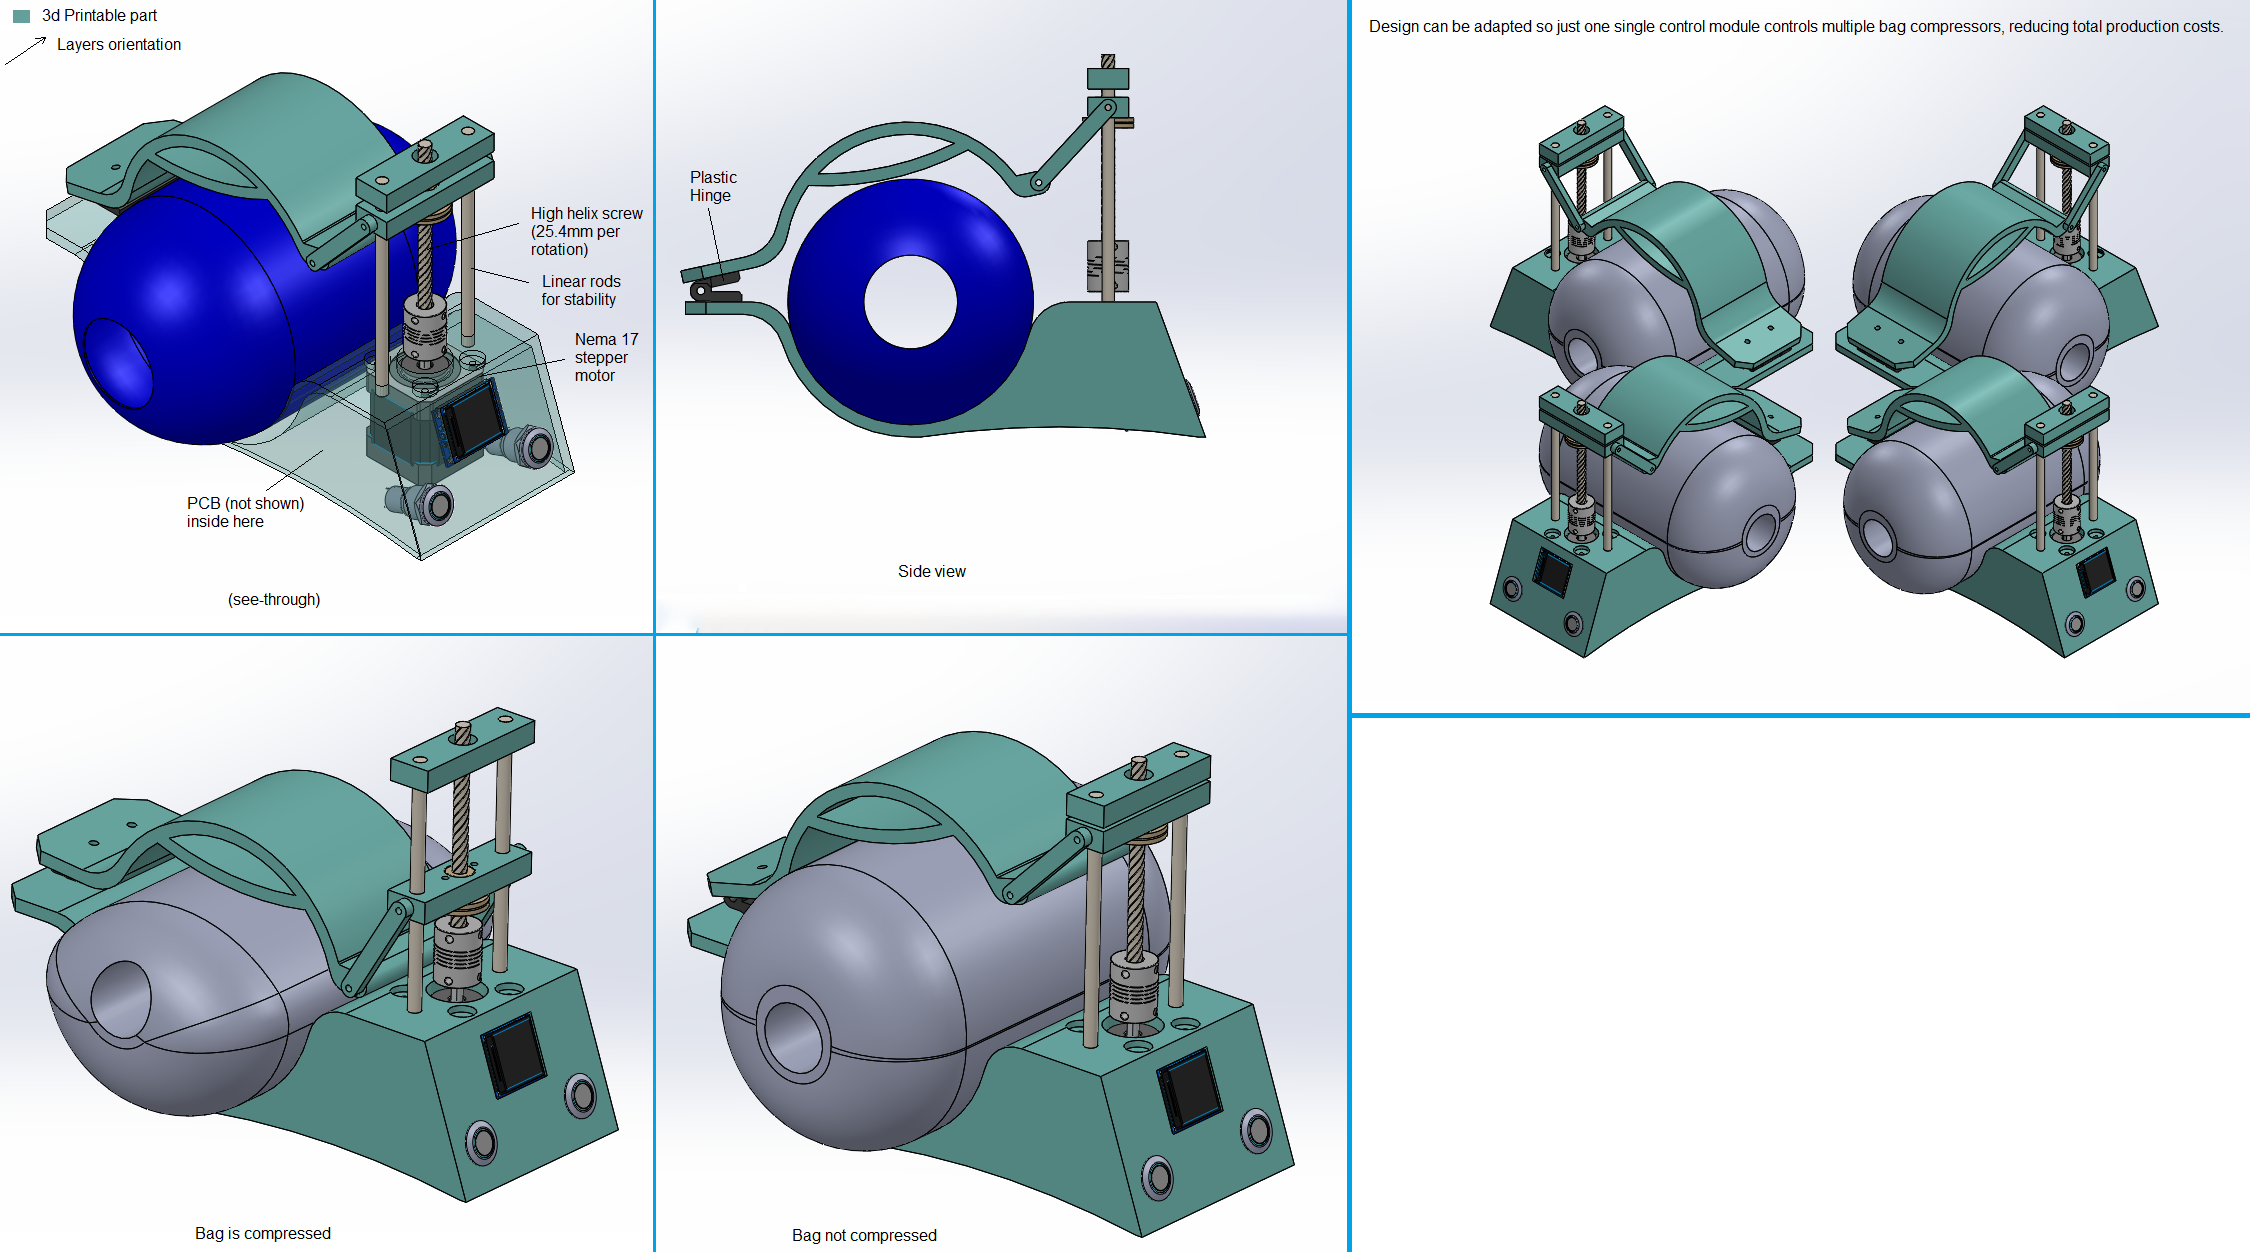 3d Printable part
Layers orientation
High helix screw
(25.4mm per
rotation)
Linear rods
for stability
Nema 17
stepper
motor
PCB (not shown)
inside here
(see-through)
Plastic
Hinge
Side view
Design can be adapted so just one single control module controls multiple bag compressors, reducing total production costs.
Bag is compressed
Bag not compressed